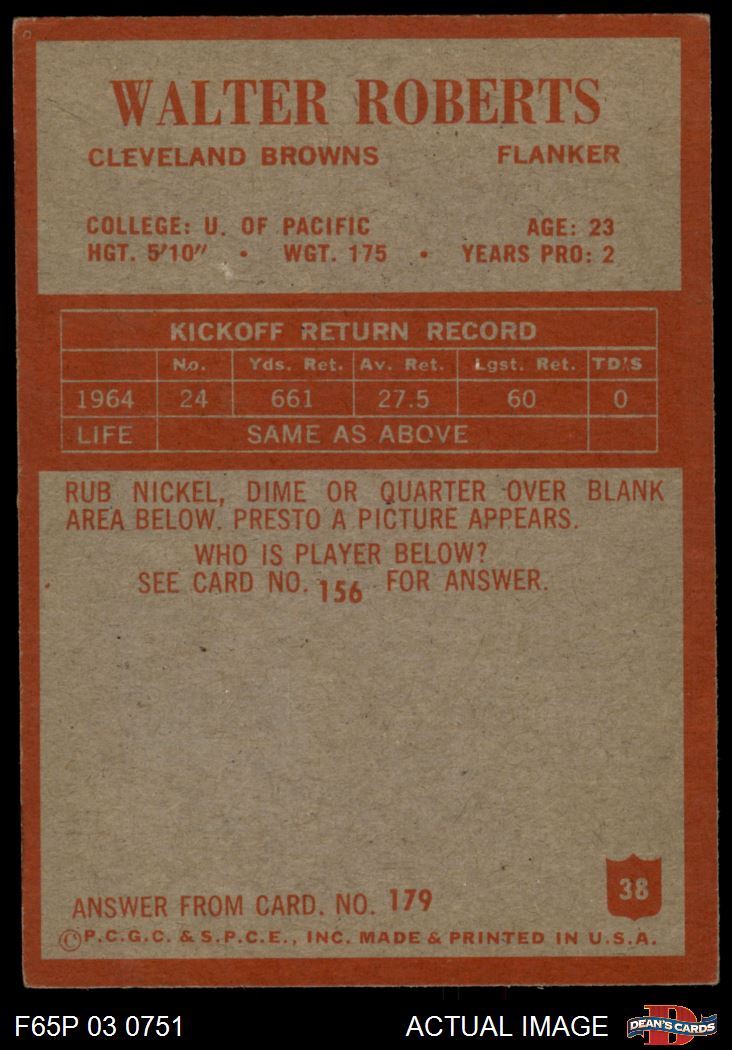 WALTER ROBERTS
CLEVELAND BROWNS FLANKER
COLLEGE: U. OF PACIFIC AGE: 23
HGT. 5'10" • WGT. 175 • YEARS PRO: 2
KICKOFF RETURN RECORD
No. Yds. Ret. Av. Ret. Lgst. Ret. TD'S
1964 24 661 27.5 60 0
LIFE SAME AS ABOVE
RUB NICKEL, DIME OR QUARTER OVER BLANK
AREA BELOW. PRESTO A PICTURE APPEARS.
WHO IS PLAYER BELOW?
SEE CARD NO. 156 FOR ANSWER.
38
ANSWER FROM CARD. NO. 179
©P.C.G.C. & S.P.C.E., INC. MADE & PRINTED IN U.S.A.
F65P 03 0751 ACTUAL IMAGE D DEAN'S CARDS